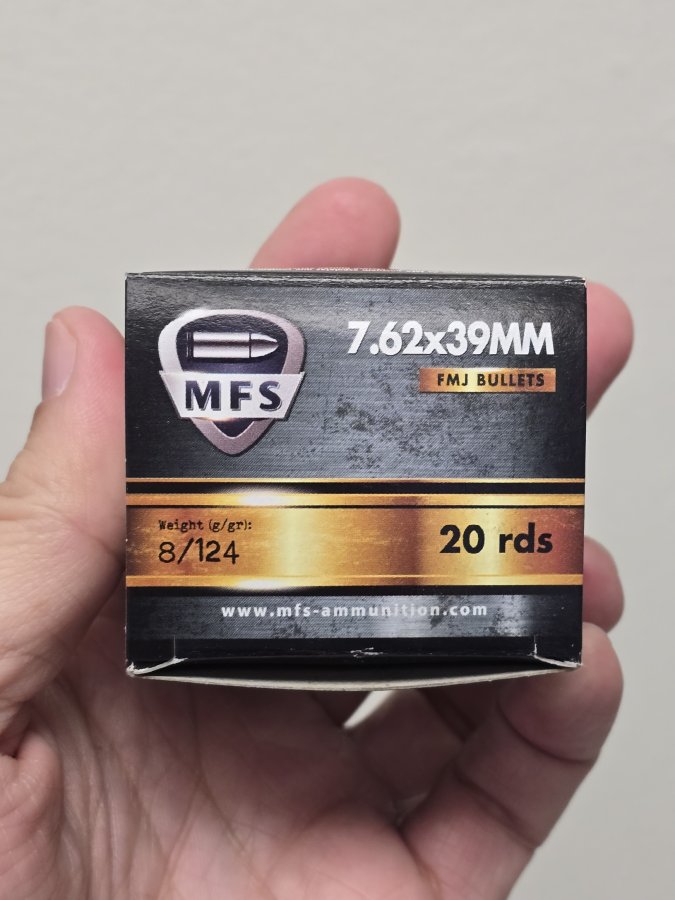 7.62x39MM
FMJ BULLETS
MFS
Weight (g/gr):
8/124
20 rds
www.mfs-ammunition.com